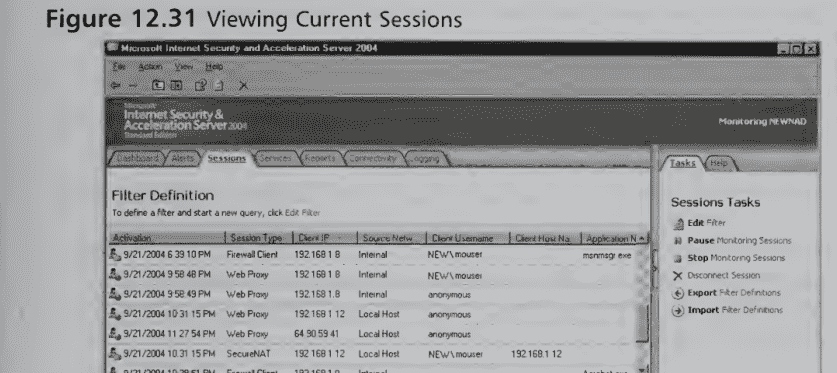 Figure 12.31 Viewing Current Sessions
Microsoft Internet Security and Acceleration Server 2004
File Action View Help
Microsoft
Internet Security &
Acceleration Server 2004
Standard Edition
Monitoring NEWNAD
Dashboard Alerts Sessions Services Reports Connectivity Logging
Tasks Help
Filter Definition
To define a filter and start a new query, click Edit Filter
Activation Session Type Client IP Source Netw. Client Username Client Host Na. Application N
9/21/2004 6 39 10 PM Firewall Client 192.168 1 8 Internal NEW\mouser msnmsgr exe
9/21/2004 9 58 48 PM Web Proxy 192 168 1 8 Internal NEW\mouser
9/21/2004 9 58 49 PM Web Proxy 192 168 1.8 Internal anonymous
9/21/2004 10 31 15 PM Web Proxy 192.168 1 12 Local Host anonymous
9/21/2004 11 27 54 PM Web Proxy 64 90 59 41 Local Host anonymous
9/21/2004 10 31 15 PM SecureNAT 192 168 1 12 Local Host NEW\mouser 192 168.1 12
Sessions Tasks
Edit Filter
Pause Monitoring Sessions
Stop Monitoring Sessions
Disconnect Session
Export Filter Definitions
Import Filter Definitions